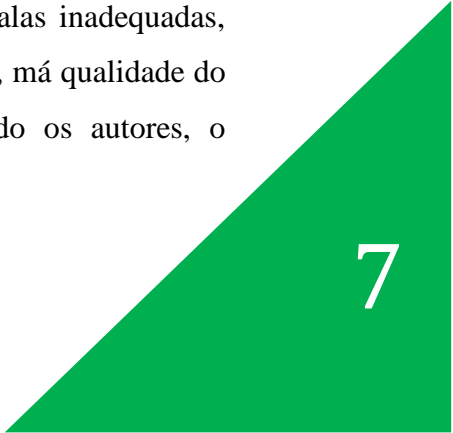 alas inadequadas,
, má qualidade do
do os autores, o
7